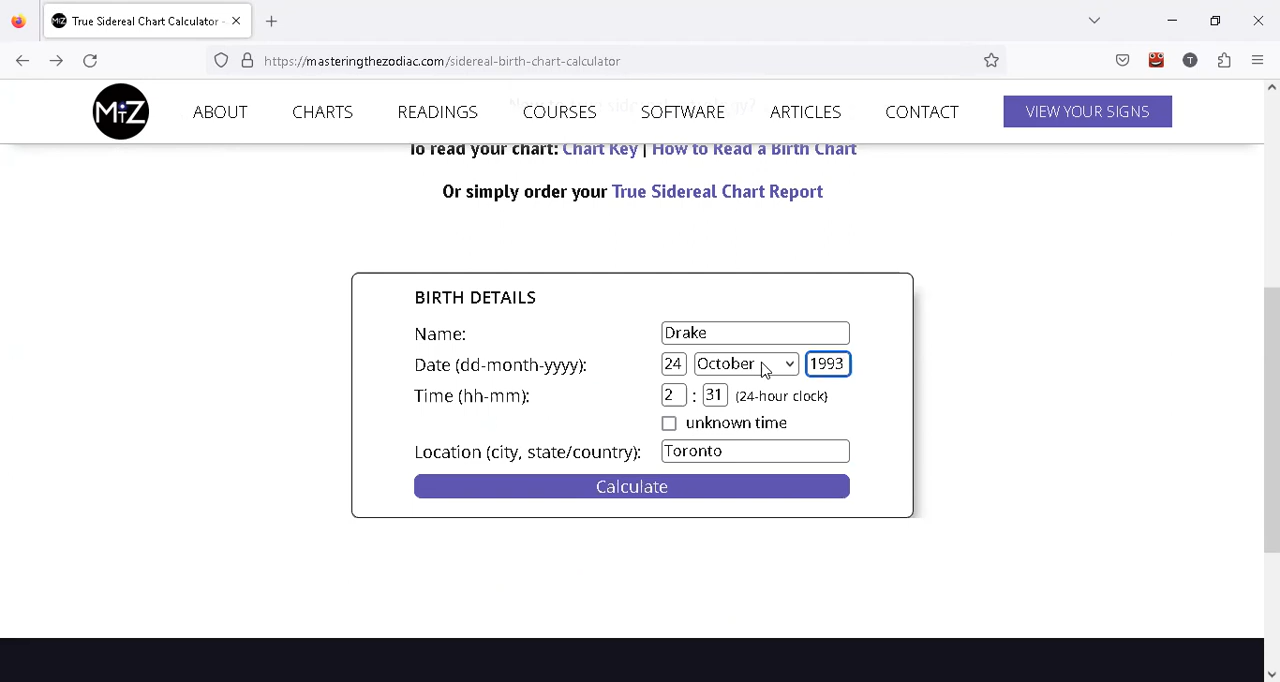 True Sidereal Chart Calculator -
https://masteringthezodiac.com/sidereal-birth-chart-calculator
MTZ ABOUT CHARTS READINGS COURSES SOFTWARE ARTICLES CONTACT VIEW YOUR SIGNS
To read your chart: Chart Key | How to Read a Birth Chart
Or simply order your True Sidereal Chart Report
BIRTH DETAILS
Name: Drake
Date (dd-month-yyyy): 24 October 1993
Time (hh-mm): 2 : 31 (24-hour clock)
unknown time
Location (city, state/country): Toronto
Calculate